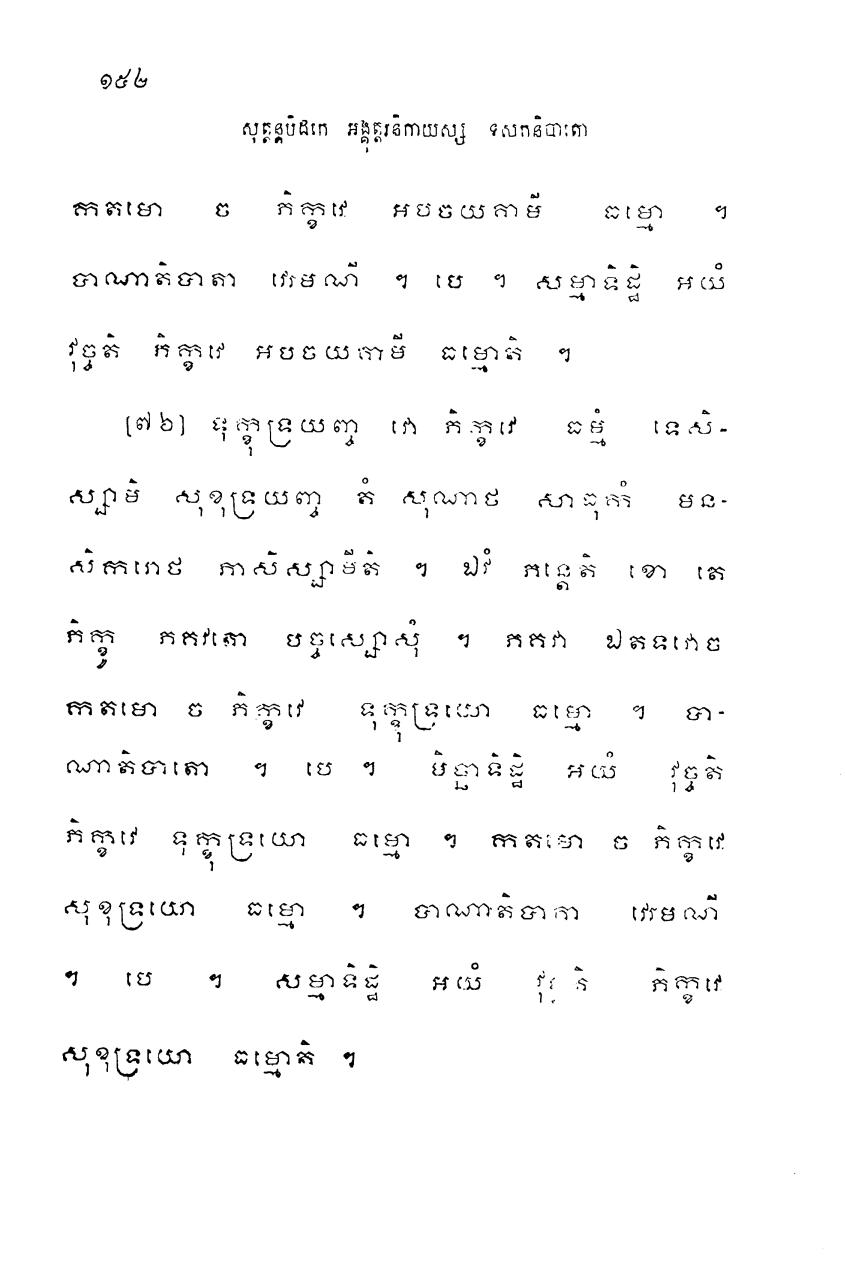 ១៥២
សុត្តន្តបិដកេ អង្គុត្តរនិកាយស្ស ទសកនិបាតោ
កតមោ ច ភិក្ខវេ អបចយគាមី ធម្មោ ។
បាណាតិបាតា វេរមណី ។ បេ ។ សម្មាទិដ្ឋិ អយំ
វុច្ចតិ ភិក្ខវេ អបចយគាមី ធម្មោតិ ។
[៧៦] ទុក្ខុទ្រយញ្ច វោ ភិក្ខវេ ធម្មំ ទេសិ-
ស្សាមិ សុខុទ្រយញ្ច តំ សុណាថ សាធុកំ មន-
សិករោថ ភាសិស្សាមីតិ ។ ឯវំ ភន្តេតិ ខោ តេ
ភិក្ខូ ភគវតោ បច្ចស្សោសុំ ។ ភគវា ឯតទវោច
កតមោ ច ភិក្ខវេ ទុក្ខុទ្រយោ ធម្មោ ។ បា-
ណាតិបាតោ ។ បេ ។ មិច្ឆាទិដ្ឋិ អយំ វុច្ចតិ
ភិក្ខវេ ទុក្ខុទ្រយោ ធម្មោ ។ កតមោ ច ភិក្ខវេ
សុខុទ្រយោ ធម្មោ ។ បាណាតិបាតា វេរមណី
។ បេ ។ សម្មាទិដ្ឋិ អយំ វុច្ចតិ ភិក្ខវេ
សុខុទ្រយោ ធម្មោតិ ។